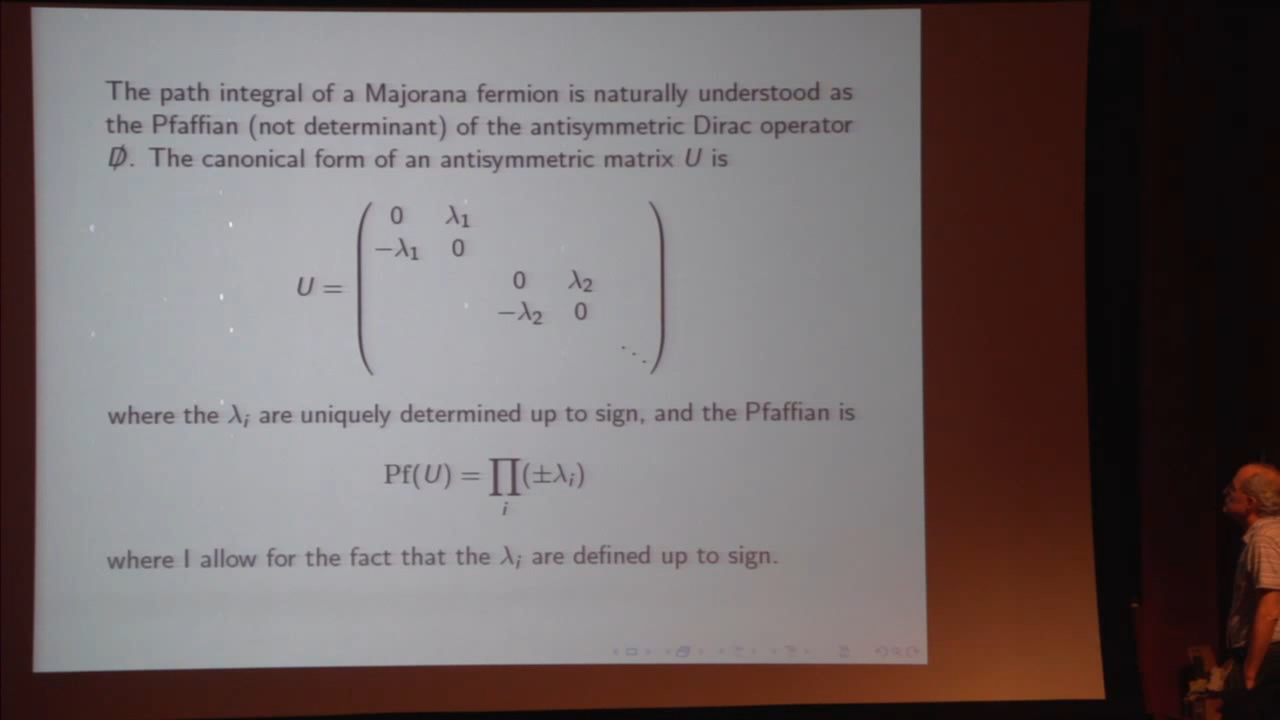 The path integral of a Majorana fermion is naturally understood as
the Pfaffian (not determinant) of the antisymmetric Dirac operator
D̸. The canonical form of an antisymmetric matrix U is
0 λ₁
−λ₁ 0
0 λ₂
U =
−λ₂ 0
⋱
where the λᵢ are uniquely determined up to sign, and the Pfaffian is
Pf(U) = ∏ᵢ(±λᵢ)
where I allow for the fact that the λᵢ are defined up to sign.